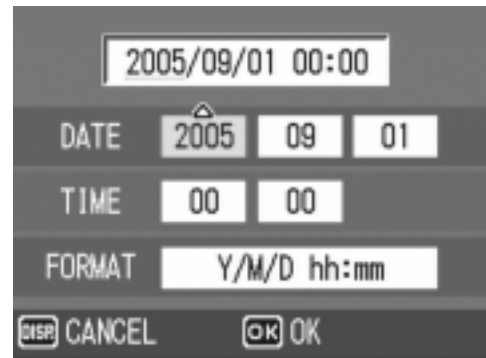 2005/09/01 00:00
DATE 2005 09 01
TIME 00 00
FORMAT Y/M/D hh:mm
DISP. CANCEL OK OK